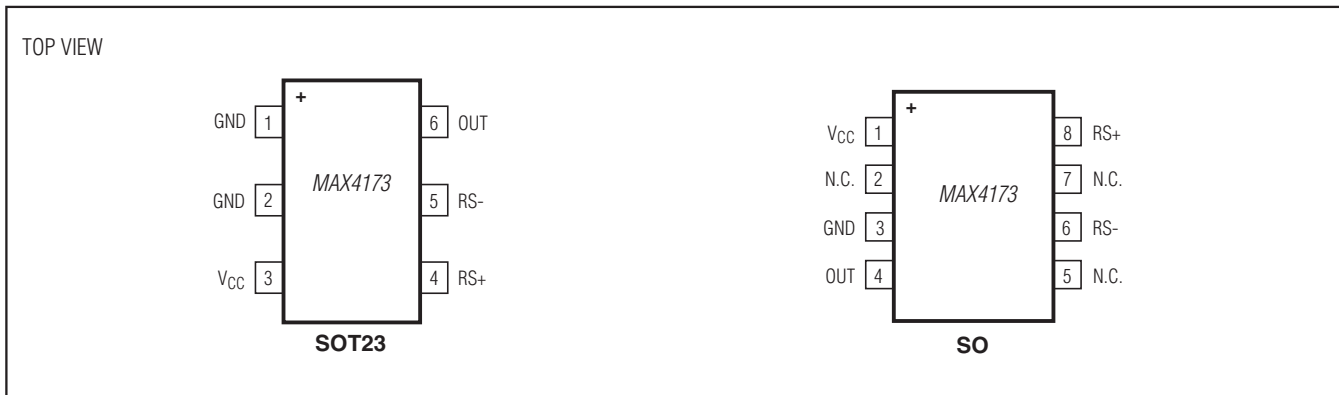 TOP VIEW
+
GND 1
6 OUT
MAX4173
GND 2
5 RS-
VCC 3
4 RS+
SOT23
+
VCC 1
8 RS+
N.C. 2
7 N.C.
MAX4173
GND 3
6 RS-
OUT 4
5 N.C.
SO